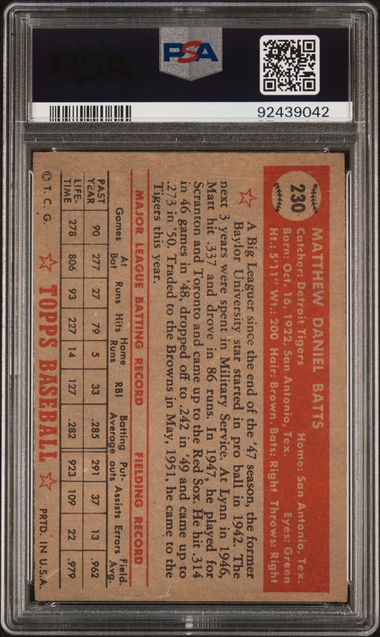 PSA
PSA
92439042
230
MATTHEW DANIEL BATTS
Catcher: Detroit Tigers Home: San Antonio, Tex.
Born: Oct. 16, 1922, San Antonio, Tex. Eyes: Green
Ht.: 5'11" Wt.: 200 Hair: Brown, Bats: Right Throws: Right
A Big Leaguer since the end of the '47 season, the former
Baylor University star started in pro ball in 1942. The
next 3 years were spent in Military Service. At Lynn in 1946,
Matt hit .337 and drove in 86 runs. In 1947, he played for
Scranton and Toronto and came up to the Red Sox. He hit .314
in 46 games in '48, dropped off to .242 in '49 and came up to
.273 in '50. Traded to the Browns in May, 1951, he came to the
Tigers this year.
MAJOR LEAGUE BATTING RECORD FIELDING RECORD
Games At Bat Runs Hits Home Runs RBI Batting Average Put-outs Assists Errors Field. Avg.
PAST YEAR 90 277 27 79 5 33 .285 291 37 13 .962
LIFE-TIME 278 806 93 227 14 127 .282 923 109 22 .979
© T. C. G. TOPPS BASEBALL PRTD. IN U.S.A.